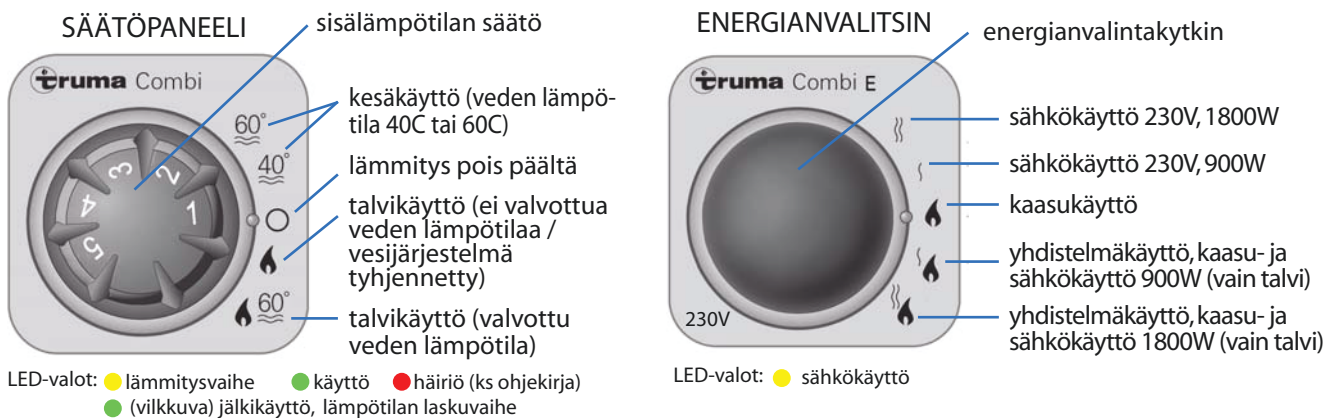 SÄÄTÖPANEELI
sisälämpötilan säätö
truma Combi
60°
40°
3
2
4
1
5
60°
kesäkäyttö (veden lämpö-
tila 40C tai 60C)
lämmitys pois päältä
talvikäyttö (ei valvottua
veden lämpötilaa /
vesijärjestelmä
tyhjennetty)
talvikäyttö (valvottu
veden lämpötila)
LED-valot: lämmitysvaihe käyttö häiriö (ks ohjekirja)
(vilkkuva) jälkikäyttö, lämpötilan laskuvaihe
ENERGIANVALITSIN
energianvalintakytkin
truma Combi E
230V
sähkökäyttö 230V, 1800W
sähkökäyttö 230V, 900W
kaasukäyttö
yhdistelmäkäyttö, kaasu- ja
sähkökäyttö 900W (vain talvi)
yhdistelmäkäyttö, kaasu- ja
sähkökäyttö 1800W (vain talvi)
LED-valot: sähkökäyttö